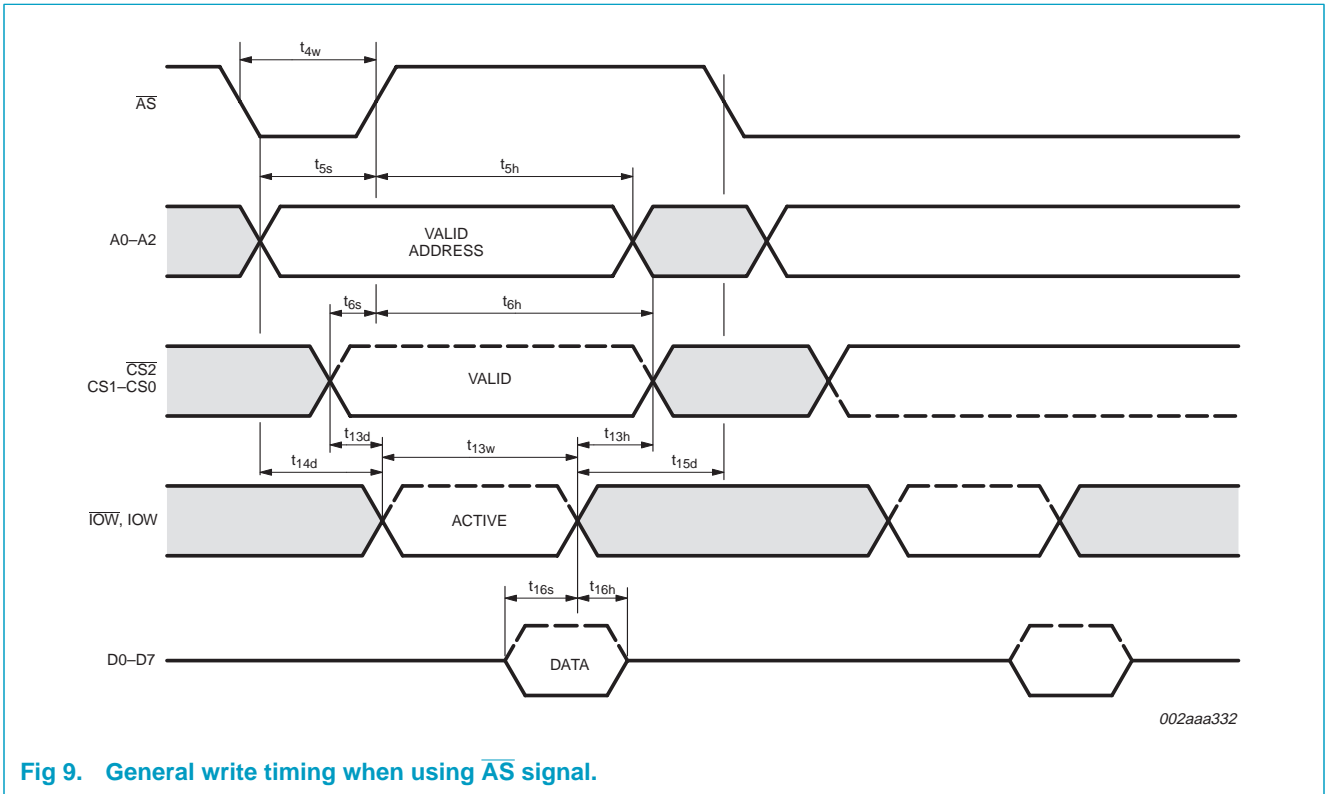 t4w
AS
t5s
t5h
A0–A2
VALID
ADDRESS
t6s
t6h
CS2
CS1–CS0
VALID
t13d
t13w
t13h
t14d
t15d
IOW, IOW
ACTIVE
t16s
t16h
D0–D7
DATA
002aaa332
Fig 9. General write timing when using AS signal.